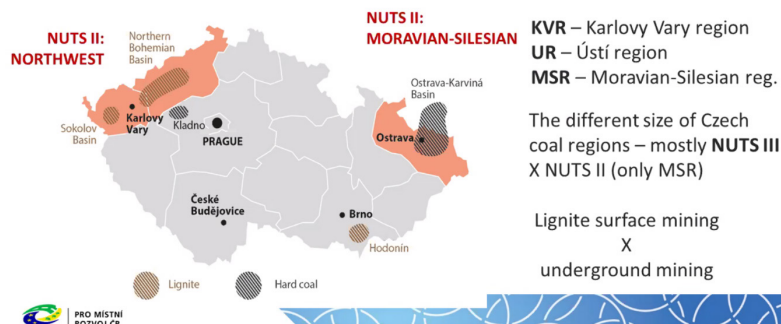 NUTS II:
NORTHWEST
Northern
Bohemian
Basin
NUTS II:
MORAVIAN-SILESIAN
Ostrava-Karviná
Basin
Sokolov
Basin
Karlovy
Vary
Kladno
PRAGUE
Ostrava
České
Budějovice
Brno
Hodonín
Lignite
Hard coal
KVR – Karlovy Vary region
UR – Ústí region
MSR – Moravian-Silesian reg.
The different size of Czech
coal regions – mostly NUTS III
X NUTS II (only MSR)
Lignite surface mining
X
underground mining
PRO MÍSTNÍ
ROZVOJ ČR